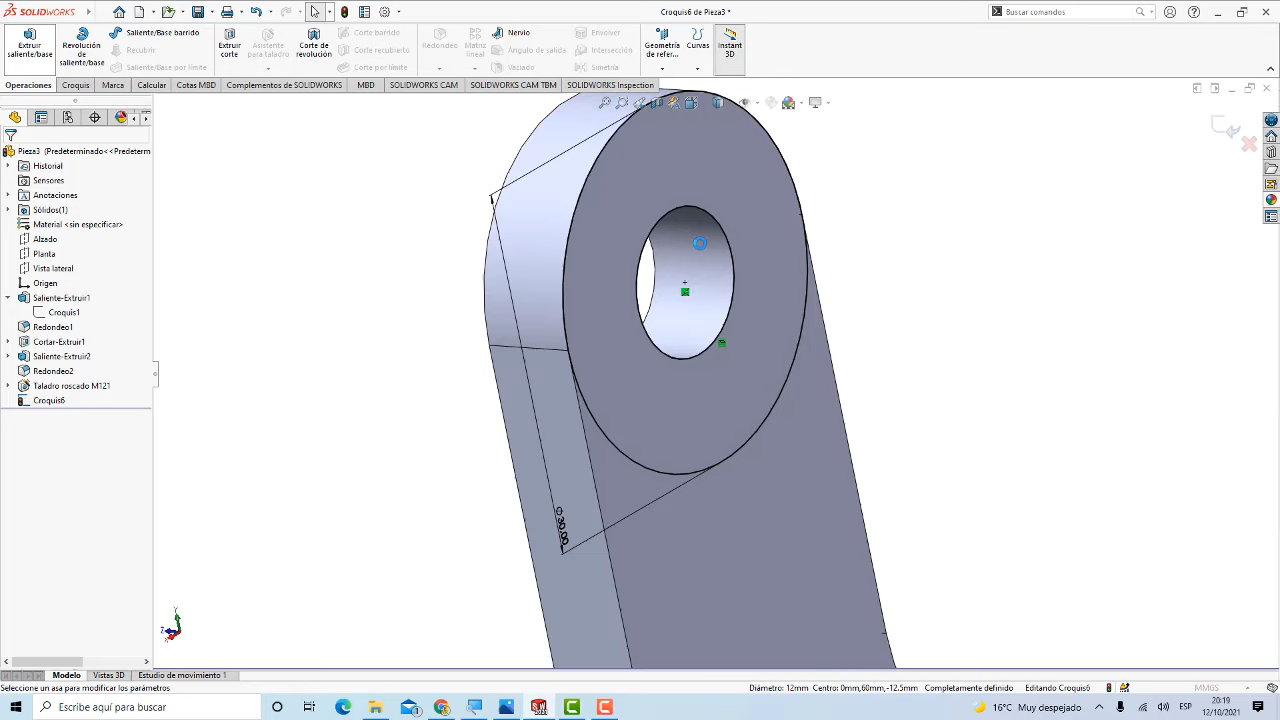 SOLIDWORKS
Croquis6 de Pieza3 *
Buscar comandos
Extruir saliente/base
Revolución de saliente/base
Saliente/Base barrido
Recubrir
Saliente/Base por límite
Extruir corte
Asistente para taladro
Corte de revolución
Corte barrido
Corte recubierto
Corte por límite
Redondeo
Matriz lineal
Nervio
Ángulo de salida
Vaciado
Envolver
Intersección
Simetría
Geometría de refer...
Curvas
Instant 3D
Operaciones
Croquis
Marca
Calcular
Cotas MBD
Complementos de SOLIDWORKS
MBD
SOLIDWORKS CAM
SOLIDWORKS CAM TBM
SOLIDWORKS Inspection
Pieza3 (Predeterminado<<Predeterm
Historial
Sensores
Anotaciones
Sólidos(1)
Material <sin especificar>
Alzado
Planta
Vista lateral
Origen
Saliente-Extruir1
Croquis1
Redondeo1
Cortar-Extruir1
Saliente-Extruir2
Redondeo2
Taladro roscado M121
Croquis6
Φ30.00
Y
Z
X
Modelo
Vistas 3D
Estudio de movimiento 1
Seleccione un asa para modificar los parámetros
Diámetro: 12mm Centro: 0mm,60mm,-12.5mm
Completamente definido
Editando Croquis6
MMGS
Escribe aquí para buscar
16°C Muy despejado
ESP
20:19
12/10/2021